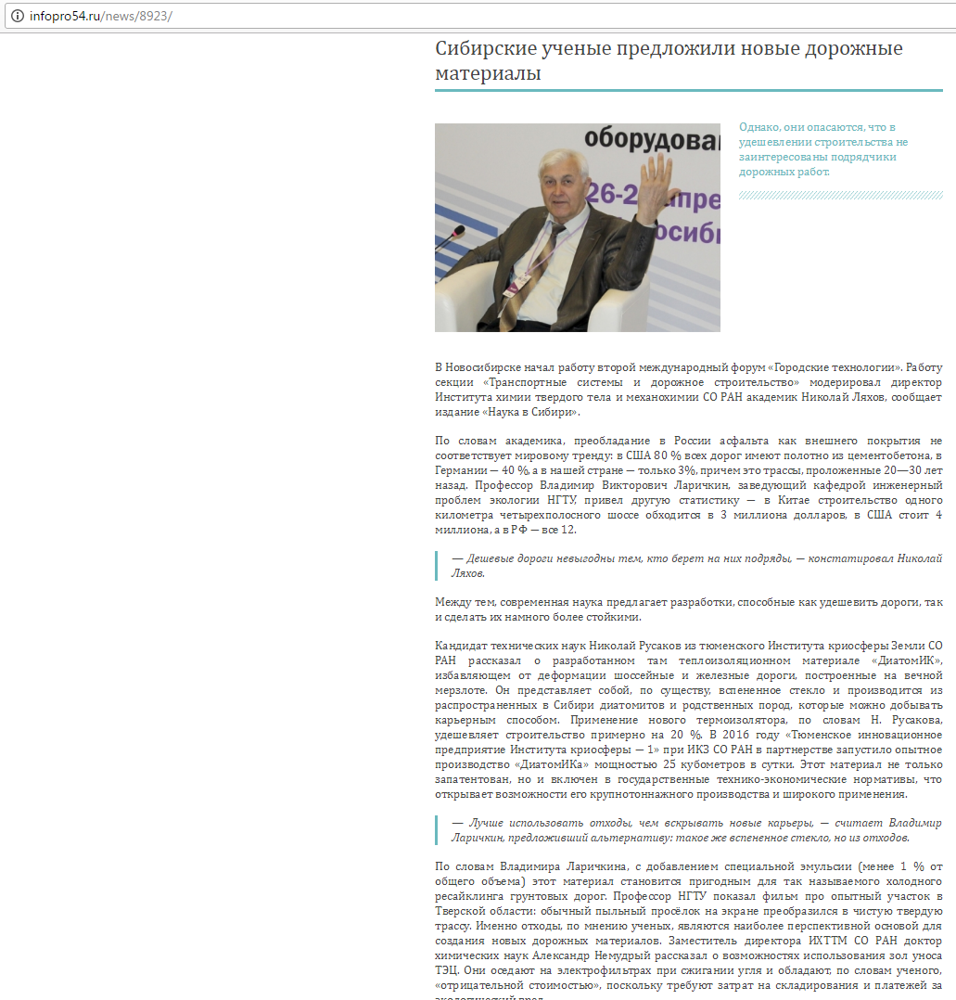 infopro54.ru/news/8923/
Сибирские ученые предложили новые дорожные
материалы
оборудован
26-2 апре
осиби
Однако, они опасаются, что в
удешевлении строительства не
заинтересованы подрядчики
дорожных работ.
В Новосибирске начал работу второй международный форум «Городские технологии». Работу
секции «Транспортные системы и дорожное строительство» модерировал директор
Института химии твердого тела и механохимии СО РАН академик Николай Ляхов, сообщает
издание «Наука в Сибири».
По словам академика, преобладание в России асфальта как внешнего покрытия не
соответствует мировому тренду: в США 80 % всех дорог имеют полотно из цементобетона, в
Германии — 40 %, а в нашей стране — только 3%, причем это трассы, проложенные 20—30 лет
назад. Профессор Владимир Викторович Ларичкин, заведующий кафедрой инженерный
проблем экологии НГТУ, привел другую статистику — в Китае строительство одного
километра четырехполосного шоссе обходится в 3 миллиона долларов, в США стоит 4
миллиона, а в РФ — все 12.
— Дешевые дороги невыгодны тем, кто берет на них подряды, — констатировал Николай
Ляхов.
Между тем, современная наука предлагает разработки, способные как удешевить дороги, так
и сделать их намного более стойкими.
Кандидат технических наук Николай Русаков из тюменского Института криосферы Земли СО
РАН рассказал о разработанном там теплоизоляционном материале «ДиатомИК»,
избавляющем от деформации шоссейные и железные дороги, построенные на вечной
мерзлоте. Он представляет собой, по существу, вспененное стекло и производится из
распространенных в Сибири диатомитов и родственных пород, которые можно добывать
карьерным способом. Применение нового термоизолятора, по словам Н. Русакова,
удешевляет строительство примерно на 20 %. В 2016 году «Тюменское инновационное
предприятие Института криосферы — 1» при ИКЗ СО РАН в партнерстве запустило опытное
производство «ДиатомИКа» мощностью 25 кубометров в сутки. Этот материал не только
запатентован, но и включен в государственные технико-экономические нормативы, что
открывает возможности его крупнотоннажного производства и широкого применения.
— Лучше использовать отходы, чем вскрывать новые карьеры, — считает Владимир
Ларичкин, предложивший альтернативу: такое же вспененное стекло, но из отходов.
По словам Владимира Ларичкина, с добавлением специальной эмульсии (менее 1 % от
общего объема) этот материал становится пригодным для так называемого холодного
ресайклинга грунтовых дорог. Профессор НГТУ показал фильм про опытный участок в
Тверской области: обычный пыльный просёлок на экране преобразился в чистую твердую
трассу. Именно отходы, по мнению ученых, являются наиболее перспективной основой для
создания новых дорожных материалов. Заместитель директора ИХТТМ СО РАН доктор
химических наук Александр Немудрый рассказал о возможностях использования зол уноса
ТЭЦ. Они оседают на электрофильтрах при сжигании угля и обладают, по словам ученого,
«отрицательной стоимостью», поскольку требуют затрат на складирования и платежей за